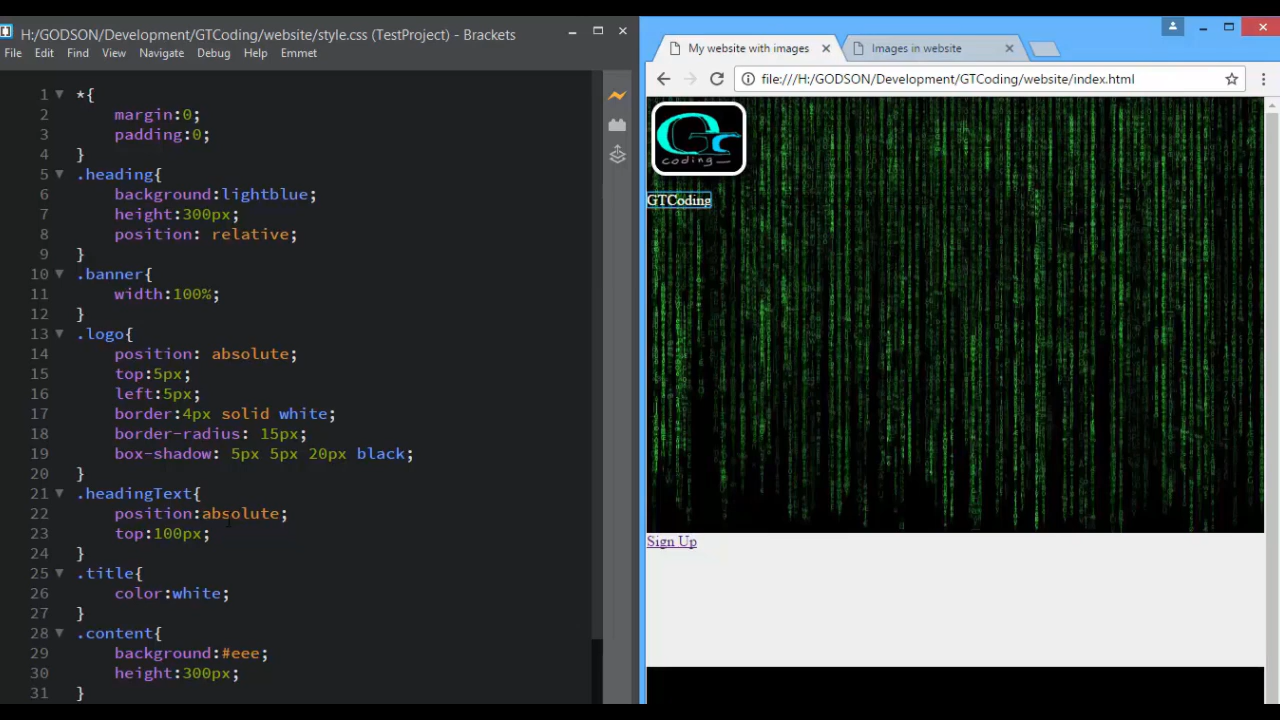 H:/GODSON/Development/GTCoding/website/style.css (TestProject) - Brackets
File Edit Find View Navigate Debug Help Emmet
1 *{
2 margin:0;
3 padding:0;
4 }
5 .heading{
6 background:lightblue;
7 height:300px;
8 position: relative;
9 }
10 .banner{
11 width:100%;
12 }
13 .logo{
14 position: absolute;
15 top:5px;
16 left:5px;
17 border:4px solid white;
18 border-radius: 15px;
19 box-shadow: 5px 5px 20px black;
20 }
21 .headingText{
22 position:absolute;
23 top:100px;
24 }
25 .title{
26 color:white;
27 }
28 .content{
29 background:#eee;
30 height:300px;
31 }
My website with images
Images in website
file:///H:/GODSON/Development/GTCoding/website/index.html
coding_
GTCoding
Sign Up